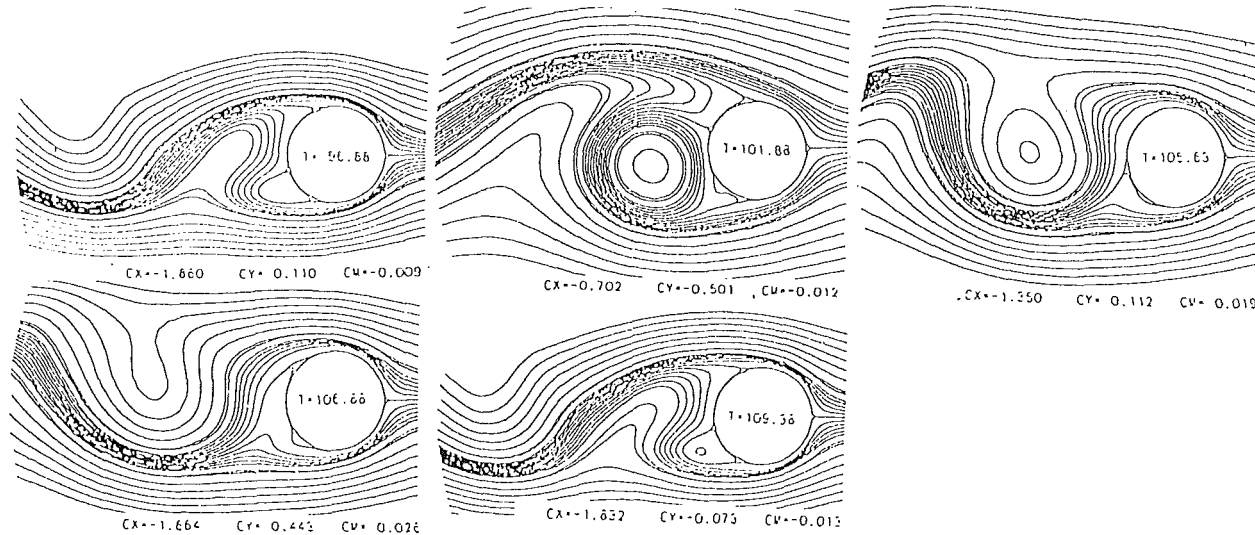 T= 96.88
CX=-1.860 CY= 0.110 CM=-0.009
T=101.88
CX=-0.702 CY=-0.501 CM=-0.012
T=105.63
CX=-1.350 CY= 0.112 CM= 0.019
T=106.88
CX=-1.664 CY= 0.443 CM= 0.026
T=109.38
CX=-1.832 CY=-0.073 CM=-0.013